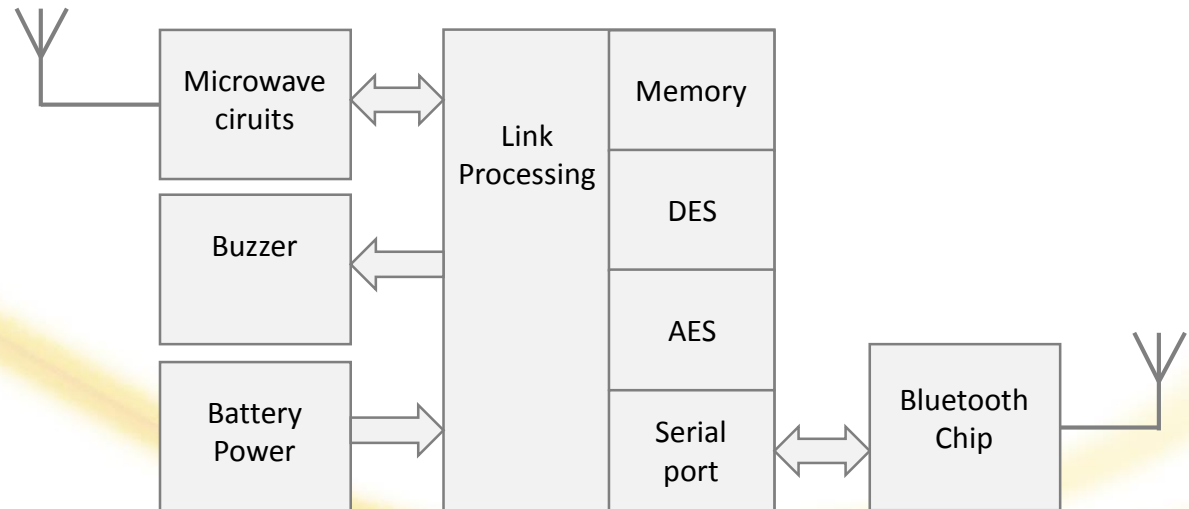 Microwave
ciruits
Link
Processing
Memory
Buzzer
DES
AES
Battery
Power
Serial
port
Bluetooth
Chip